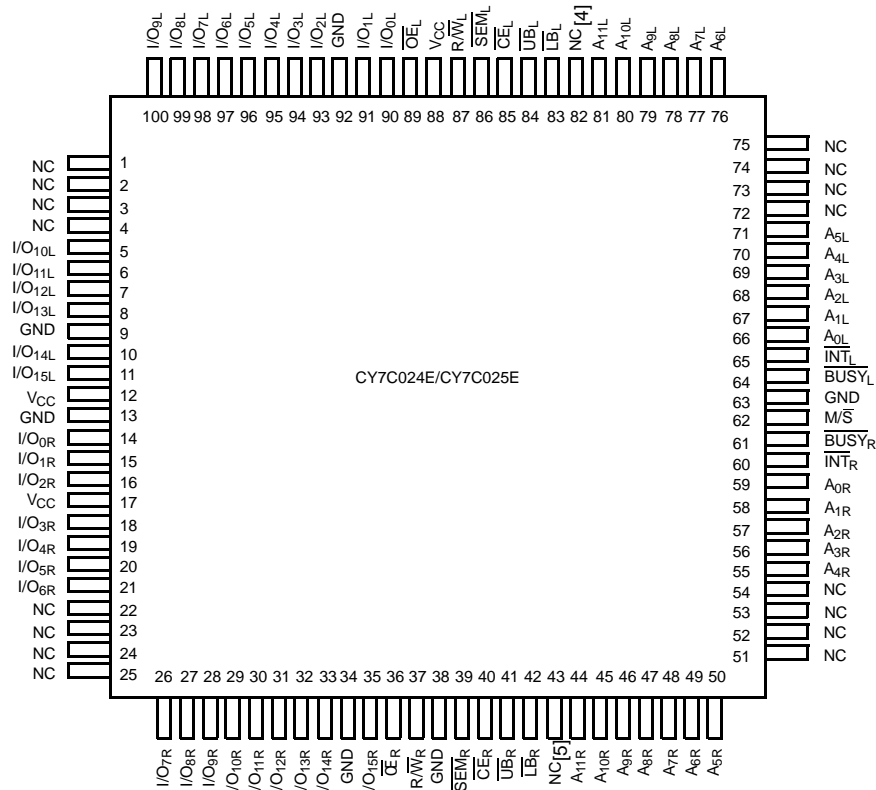 I/O9L I/O8L I/O7L I/O6L I/O5L I/O4L I/O3L I/O2L GND I/O1L I/O0L OEL VCC R/WL SEML CEL UBL LBL NC[4] A11L A10L A9L A8L A7L A6L
100 99 98 97 96 95 94 93 92 91 90 89 88 87 86 85 84 83 82 81 80 79 78 77 76
NC 1
NC 2
NC 3
NC 4
I/O10L 5
I/O11L 6
I/O12L 7
I/O13L 8
GND 9
I/O14L 10
I/O15L 11
VCC 12
GND 13
I/O0R 14
I/O1R 15
I/O2R 16
VCC 17
I/O3R 18
I/O4R 19
I/O5R 20
I/O6R 21
NC 22
NC 23
NC 24
NC 25
CY7C024E/CY7C025E
75 NC
74 NC
73 NC
72 NC
71 A5L
70 A4L
69 A3L
68 A2L
67 A1L
66 A0L
65 INTL
64 BUSYL
63 GND
62 M/S
61 BUSYR
60 INTR
59 A0R
58 A1R
57 A2R
56 A3R
55 A4R
54 NC
53 NC
52 NC
51 NC
26 27 28 29 30 31 32 33 34 35 36 37 38 39 40 41 42 43 44 45 46 47 48 49 50
I/O7R I/O8R I/O9R /O10R /O11R /O12R /O13R /O14R GND /O15R OER R/WR GND SEMR CER UBR LBR NC[5] A11R A10R A9R A8R A7R A6R A5R